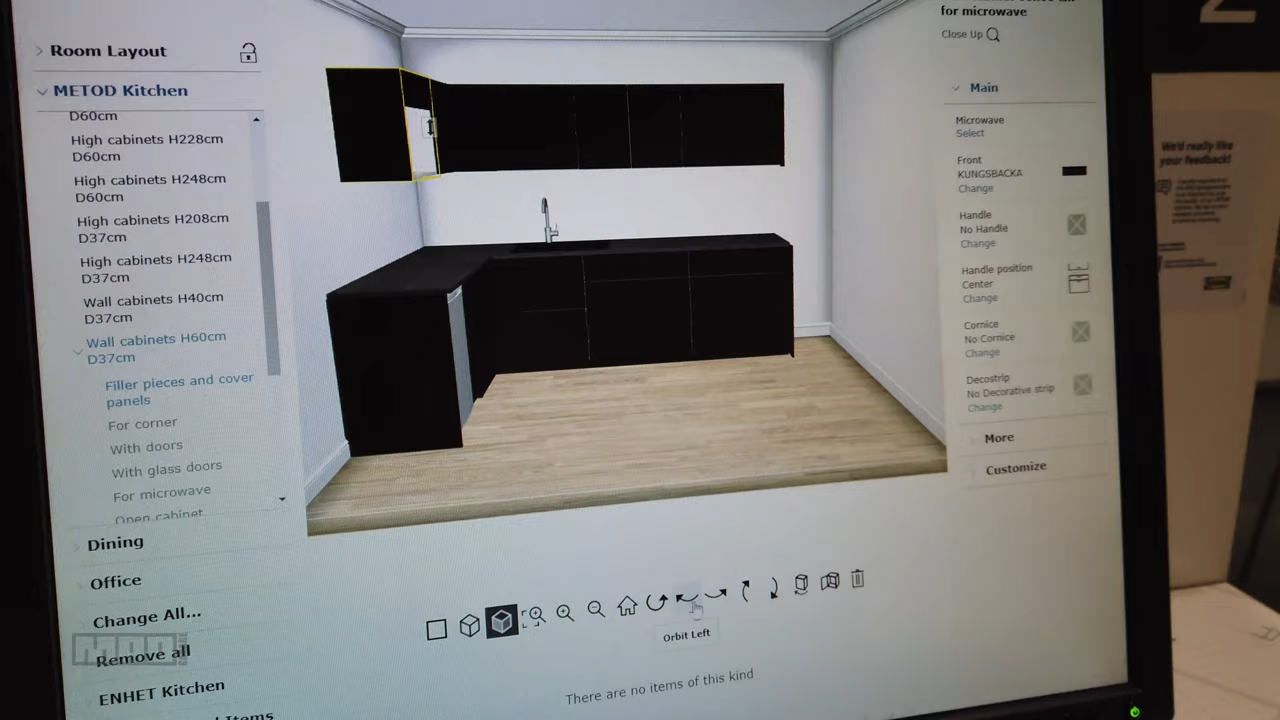 Room Layout
METOD Kitchen
D60cm
High cabinets H228cm
D60cm
High cabinets H248cm
D60cm
High cabinets H208cm
D37cm
High cabinets H248cm
D37cm
Wall cabinets H40cm
D37cm
Wall cabinets H60cm
D37cm
Filler pieces and cover
panels
For corner
With doors
With glass doors
For microwave
Open cabinet
Dining
Office
Change All...
Remove all
ENHET Kitchen
Items
Orbit Left
There are no items of this kind
for microwave
Close Up
Main
Microwave
Select
Front
KUNGSBACKA
Change
Handle
No Handle
Change
Handle position
Center
Change
Cornice
No Cornice
Change
Decostrip
No Decorative strip
Change
More
Customize
2
We'd really like
your feedback!